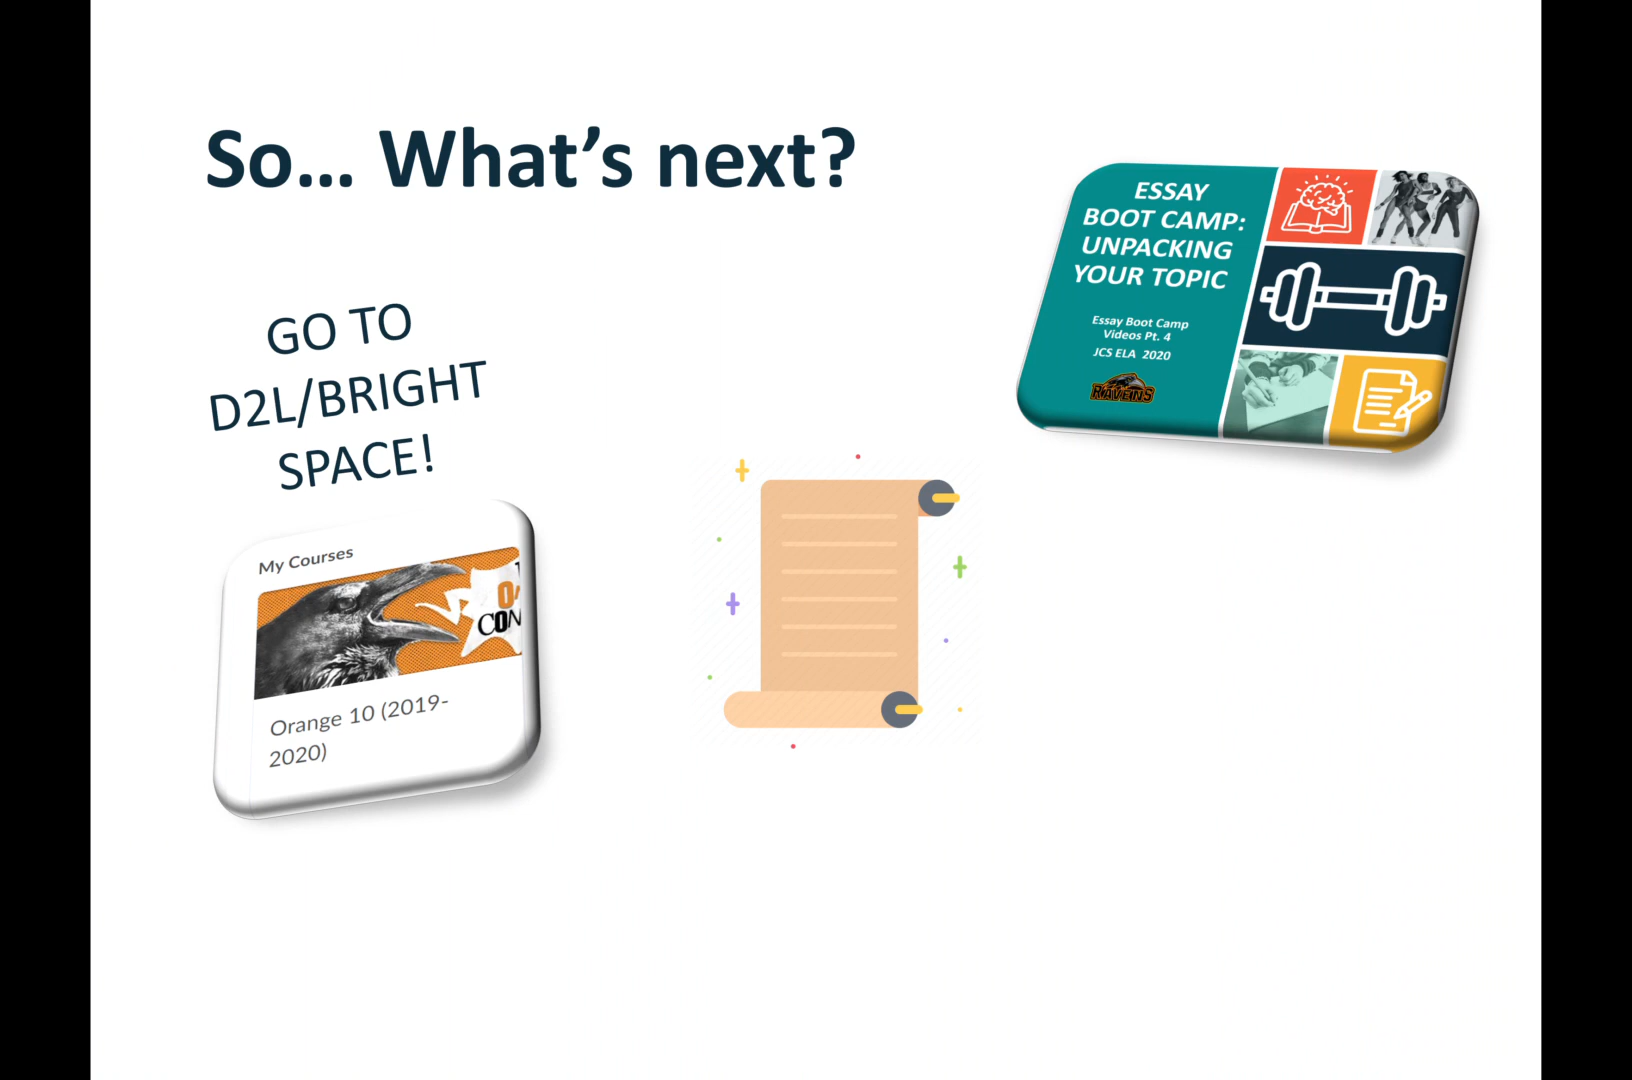 So... What's next?
GO TO
D2L/BRIGHT
SPACE!
My Courses
CON
Orange 10 (2019-
2020)
ESSAY
BOOT CAMP:
UNPACKING
YOUR TOPIC
Essay Boot Camp
Videos Pt. 4
JCS ELA 2020
RAVENS